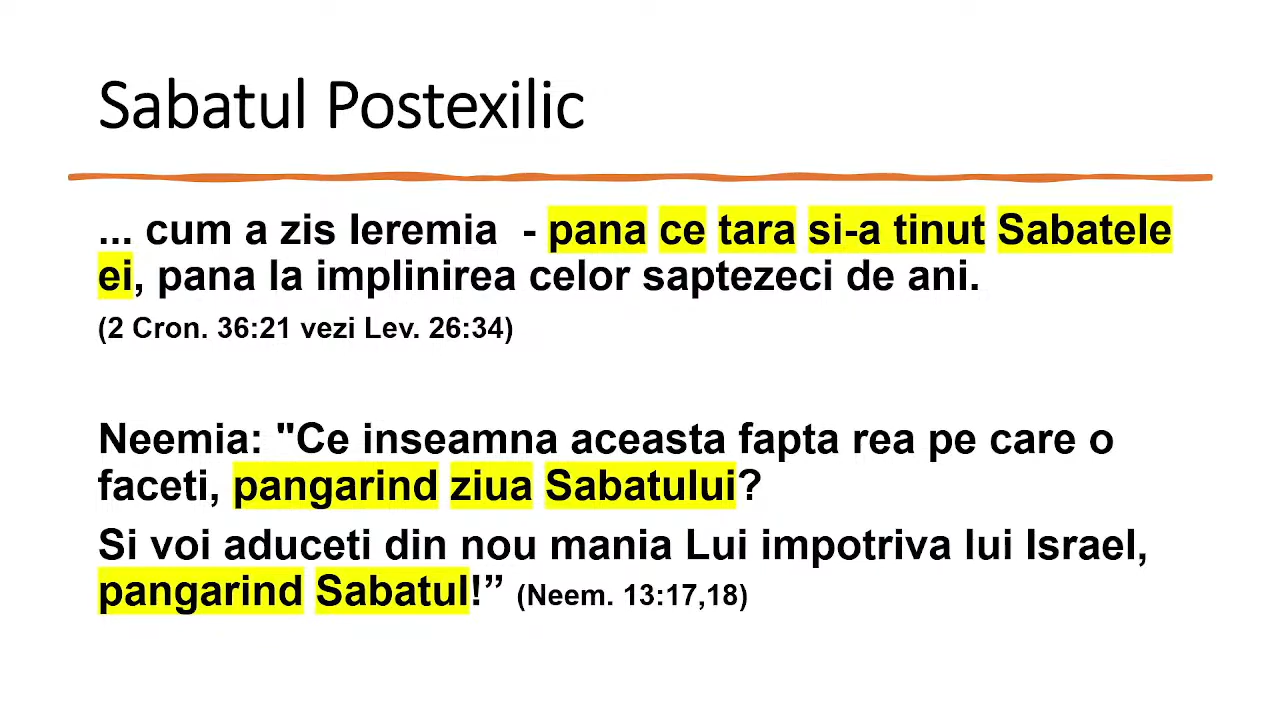 Sabatul Postexilic
... cum a zis Ieremia - pana ce tara si-a tinut Sabatele
ei, pana la implinirea celor saptezeci de ani.
(2 Cron. 36:21 vezi Lev. 26:34)
Neemia: "Ce inseamna aceasta fapta rea pe care o
faceti, pangarind ziua Sabatului?
Si voi aduceti din nou mania Lui impotriva lui Israel,
pangarind Sabatul!” (Neem. 13:17,18)